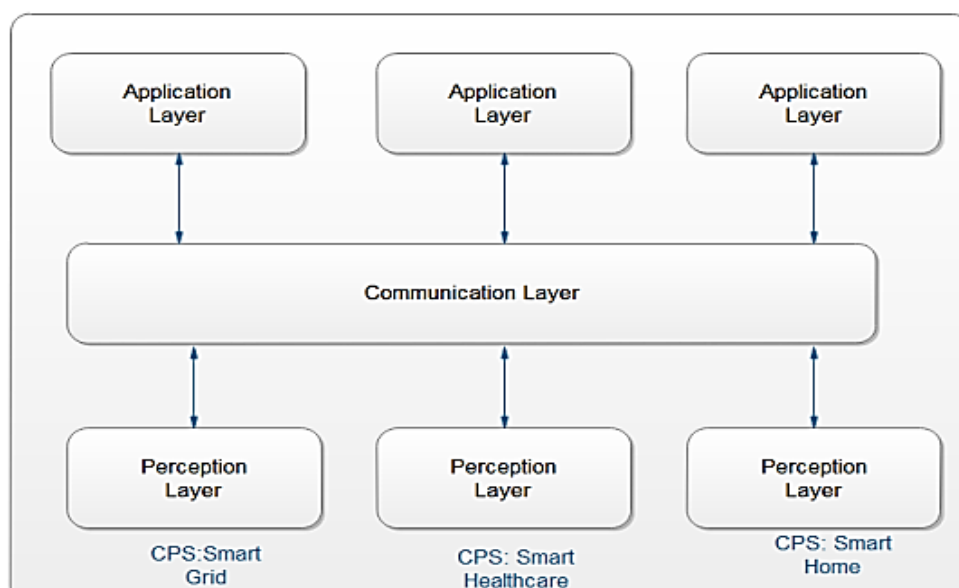 Application
Layer
Application
Layer
Application
Layer
Communication Layer
Perception
Layer
Perception
Layer
Perception
Layer
CPS:Smart
Grid
CPS: Smart
Healthcare
CPS: Smart
Home